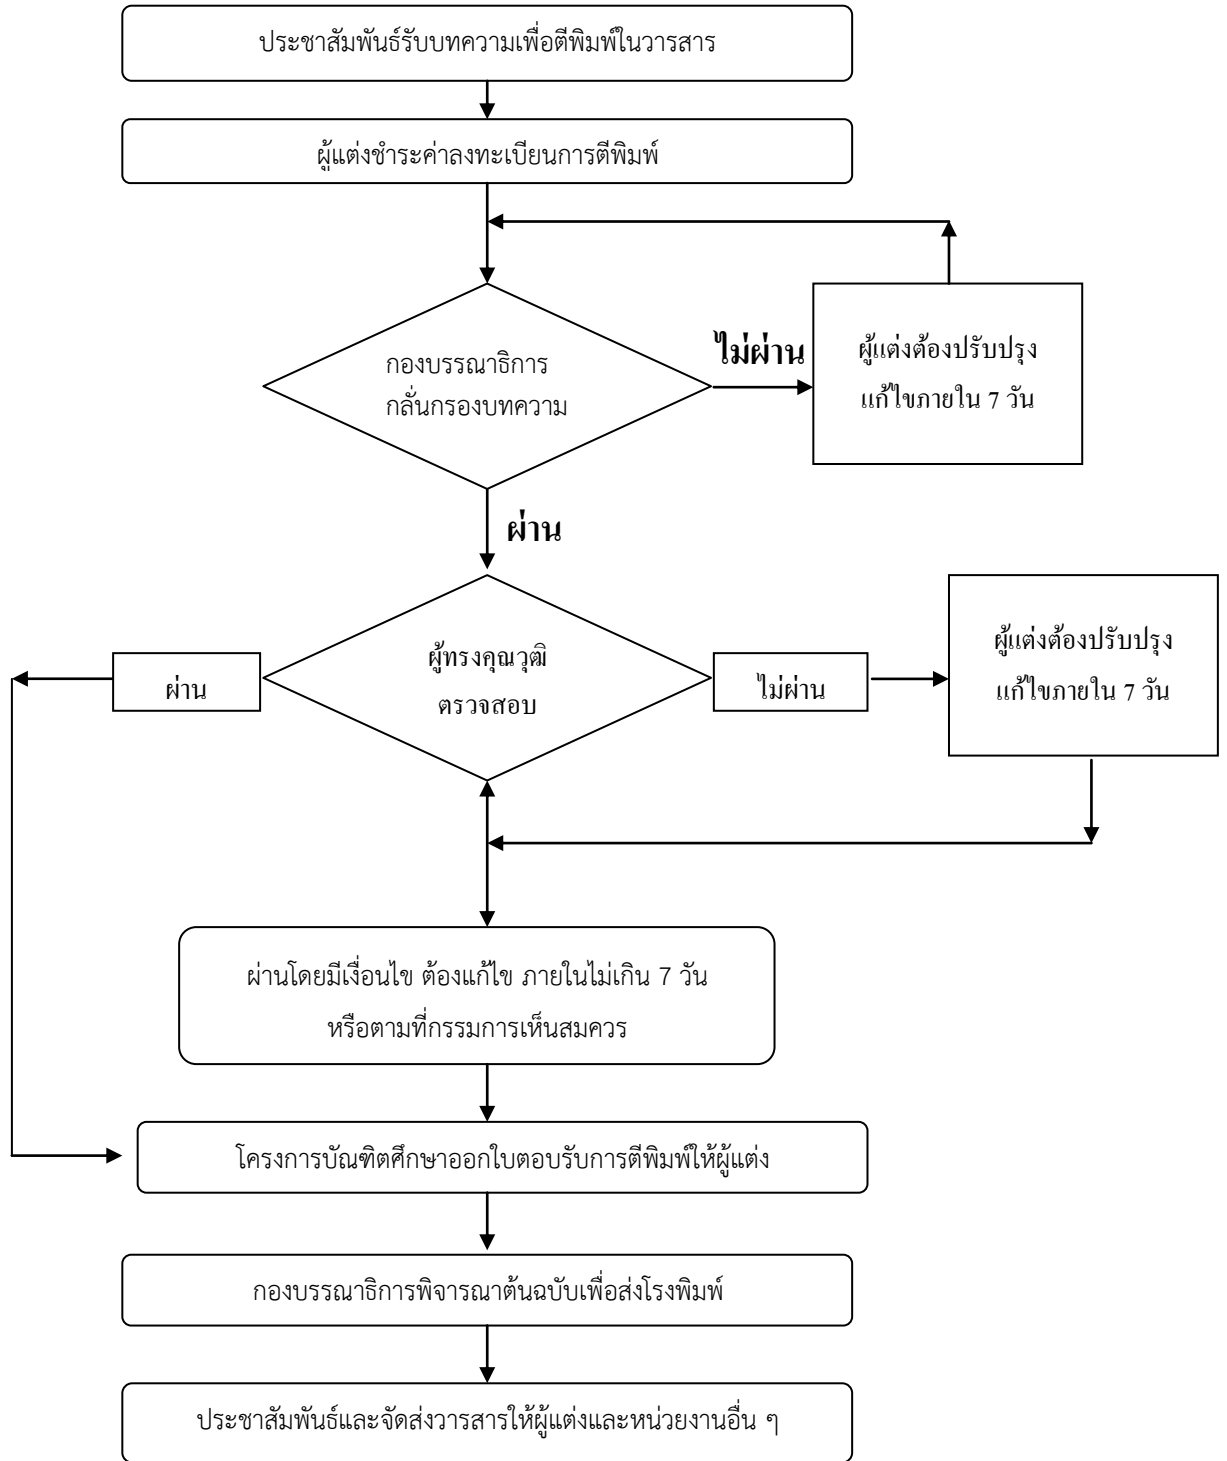 ประชาสัมพันธ์รับบทความเพื่อตีพิมพ์ในวารสาร
ผู้แต่งชำระค่าลงทะเบียนการตีพิมพ์
กองบรรณาธิการ
กลั่นกรองบทความ
ไม่ผ่าน
ผู้แต่งต้องปรับปรุง
แก้ไขภายใน 7 วัน
ผ่าน
ผ่าน
ผู้ทรงคุณวุฒิ
ตรวจสอบ
ไม่ผ่าน
ผู้แต่งต้องปรับปรุง
แก้ไขภายใน 7 วัน
ผ่านโดยมีเงื่อนไข ต้องแก้ไข ภายในไม่เกิน 7 วัน
หรือตามที่กรรมการเห็นสมควร
โครงการบัณฑิตศึกษาออกใบตอบรับการตีพิมพ์ให้ผู้แต่ง
กองบรรณาธิการพิจารณาต้นฉบับเพื่อส่งโรงพิมพ์
ประชาสัมพันธ์และจัดส่งวารสารให้ผู้แต่งและหน่วยงานอื่น ๆ